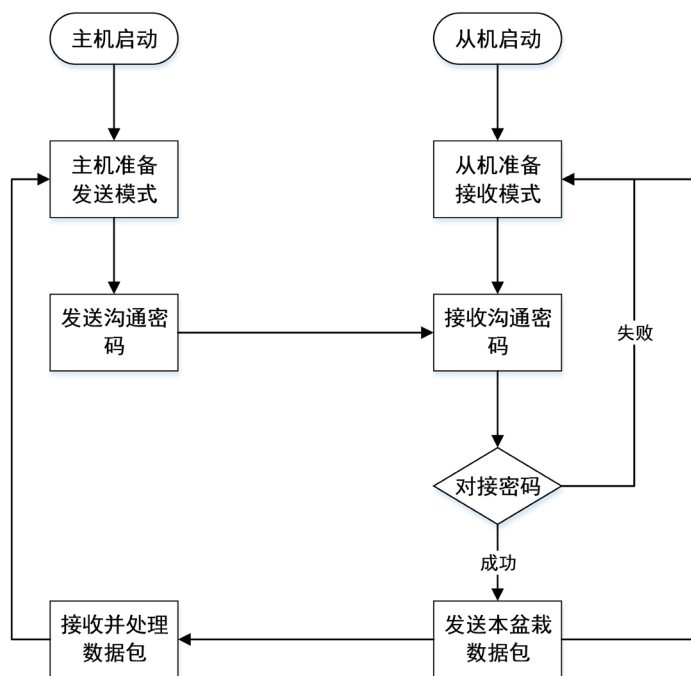 主机启动
从机启动
主机准备
发送模式
从机准备
接收模式
发送沟通密
码
接收沟通密
码
失败
对接密码
成功
接收并处理
数据包
发送本盆栽
数据包